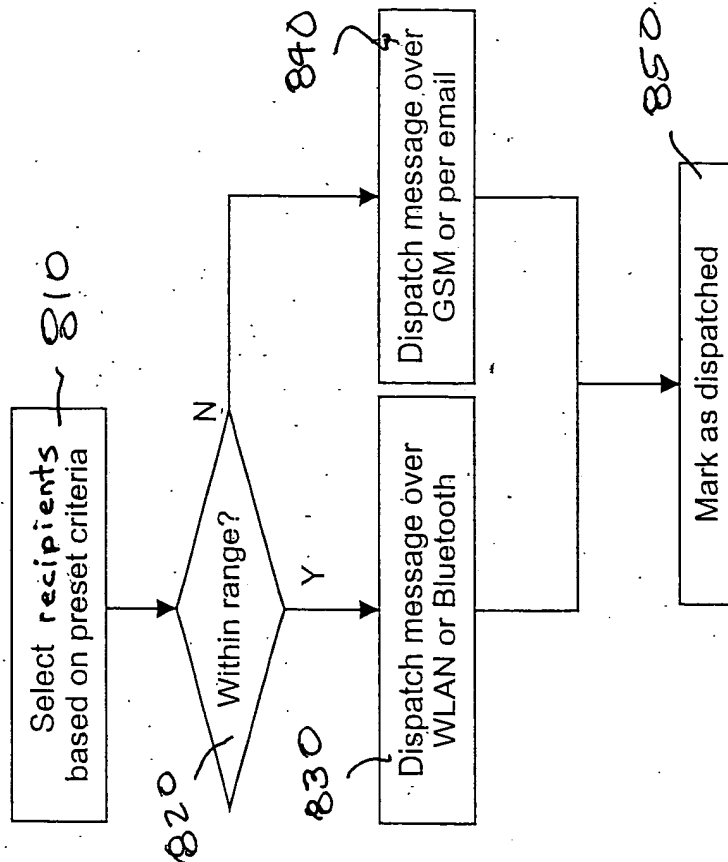 Select recipients
based on preset criteria
810
Within range?
820
N
Y
Dispatch message over
WLAN or Bluetooth
830
Dispatch message over
GSM or per email
840
Mark as dispatched
850